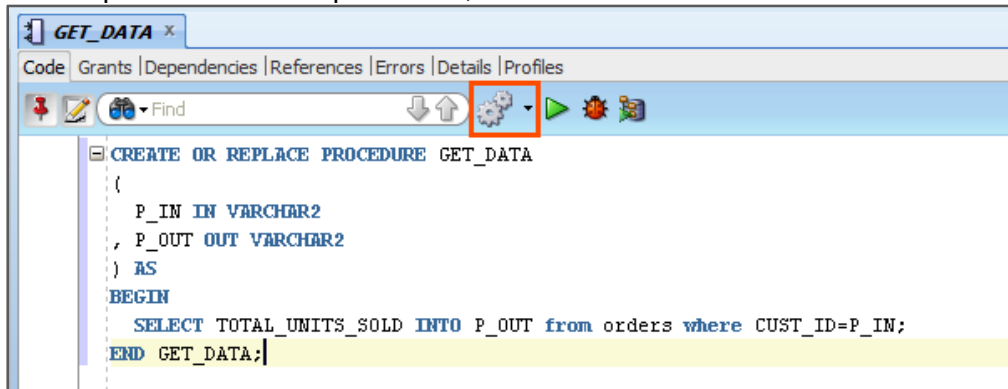 GET_DATA ×
Code Grants |Dependencies |References |Errors |Details |Profiles
Find
CREATE OR REPLACE PROCEDURE GET_DATA
(
P_IN IN VARCHAR2
, P_OUT OUT VARCHAR2
) AS
BEGIN
SELECT TOTAL_UNITS_SOLD INTO P_OUT from orders where CUST_ID=P_IN;
END GET_DATA;